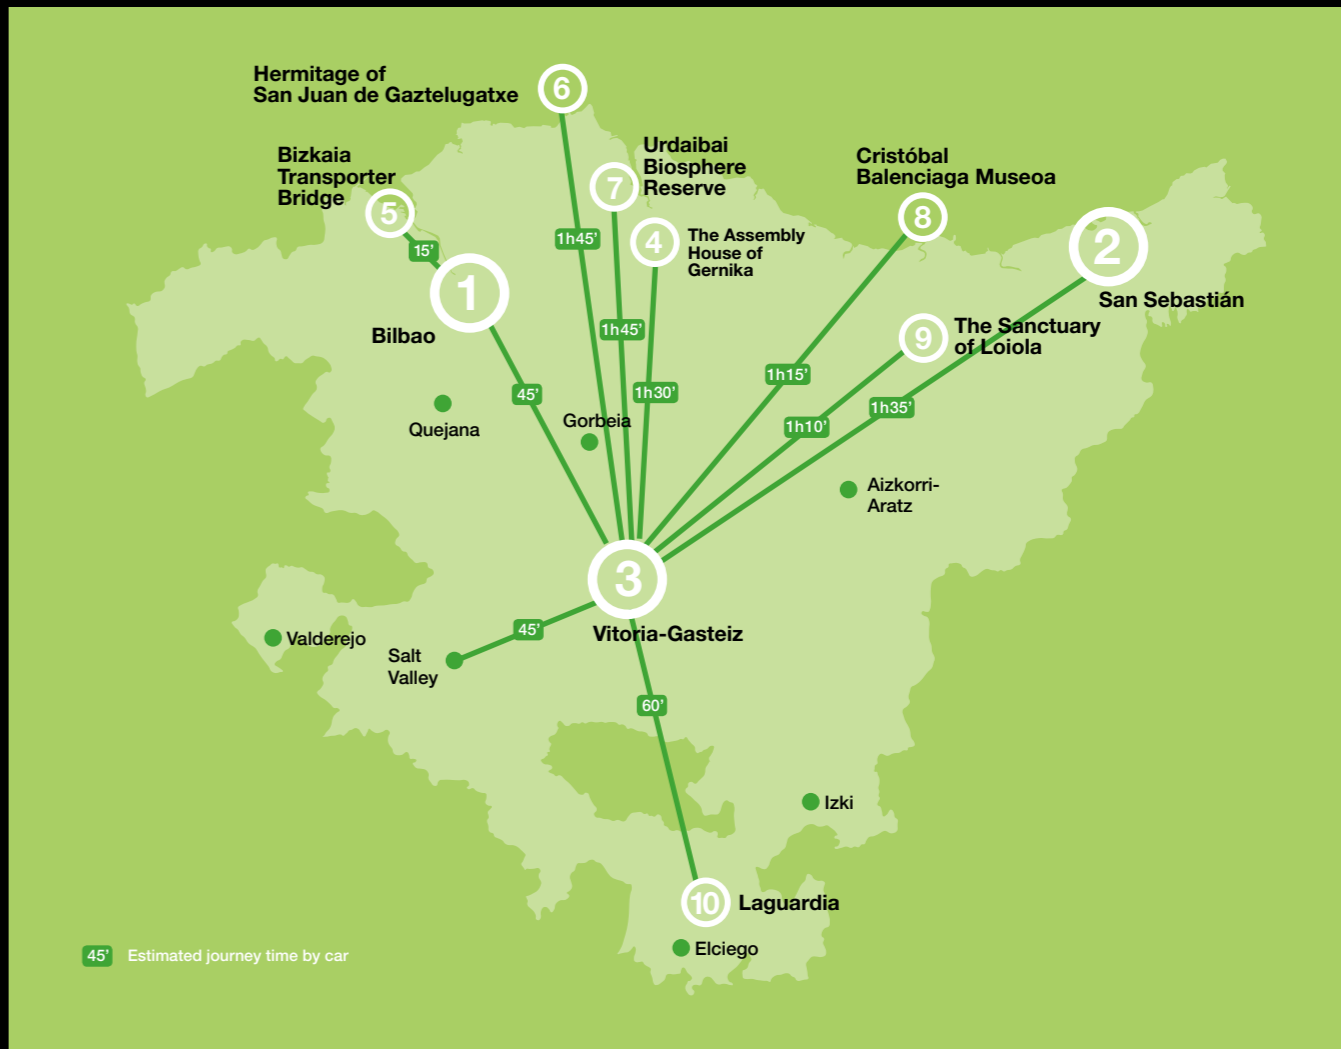 Hermitage of
San Juan de Gaztelugatxe
6
Bizkaia
Transporter
Bridge
5
15’
Urdaibai
Biosphere
Reserve
7
1h45’
4
The Assembly
House of
Gernika
Cristóbal
Balenciaga Museoa
8
2
San Sebastián
1
Bilbao
1h45’
9
The Sanctuary
of Loiola
45’
1h30’
1h15’
1h10’
1h35’
Quejana
Gorbeia
Aizkorri-
Aratz
3
Vitoria-Gasteiz
45’
Valderejo
Salt
Valley
60’
Izki
10
Laguardia
Elciego
45’ Estimated journey time by car